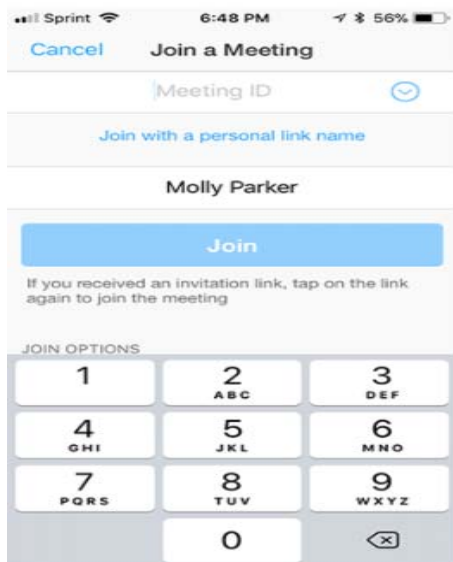 Sprint 6:48 PM 56%
Cancel Join a Meeting
Meeting ID
Join with a personal link name
Molly Parker
Join
If you received an invitation link, tap on the link
again to join the meeting
JOIN OPTIONS
1 2 3
ABC DEF
4 5 6
GHI JKL MNO
7 8 9
PQRS TUV WXYZ
0